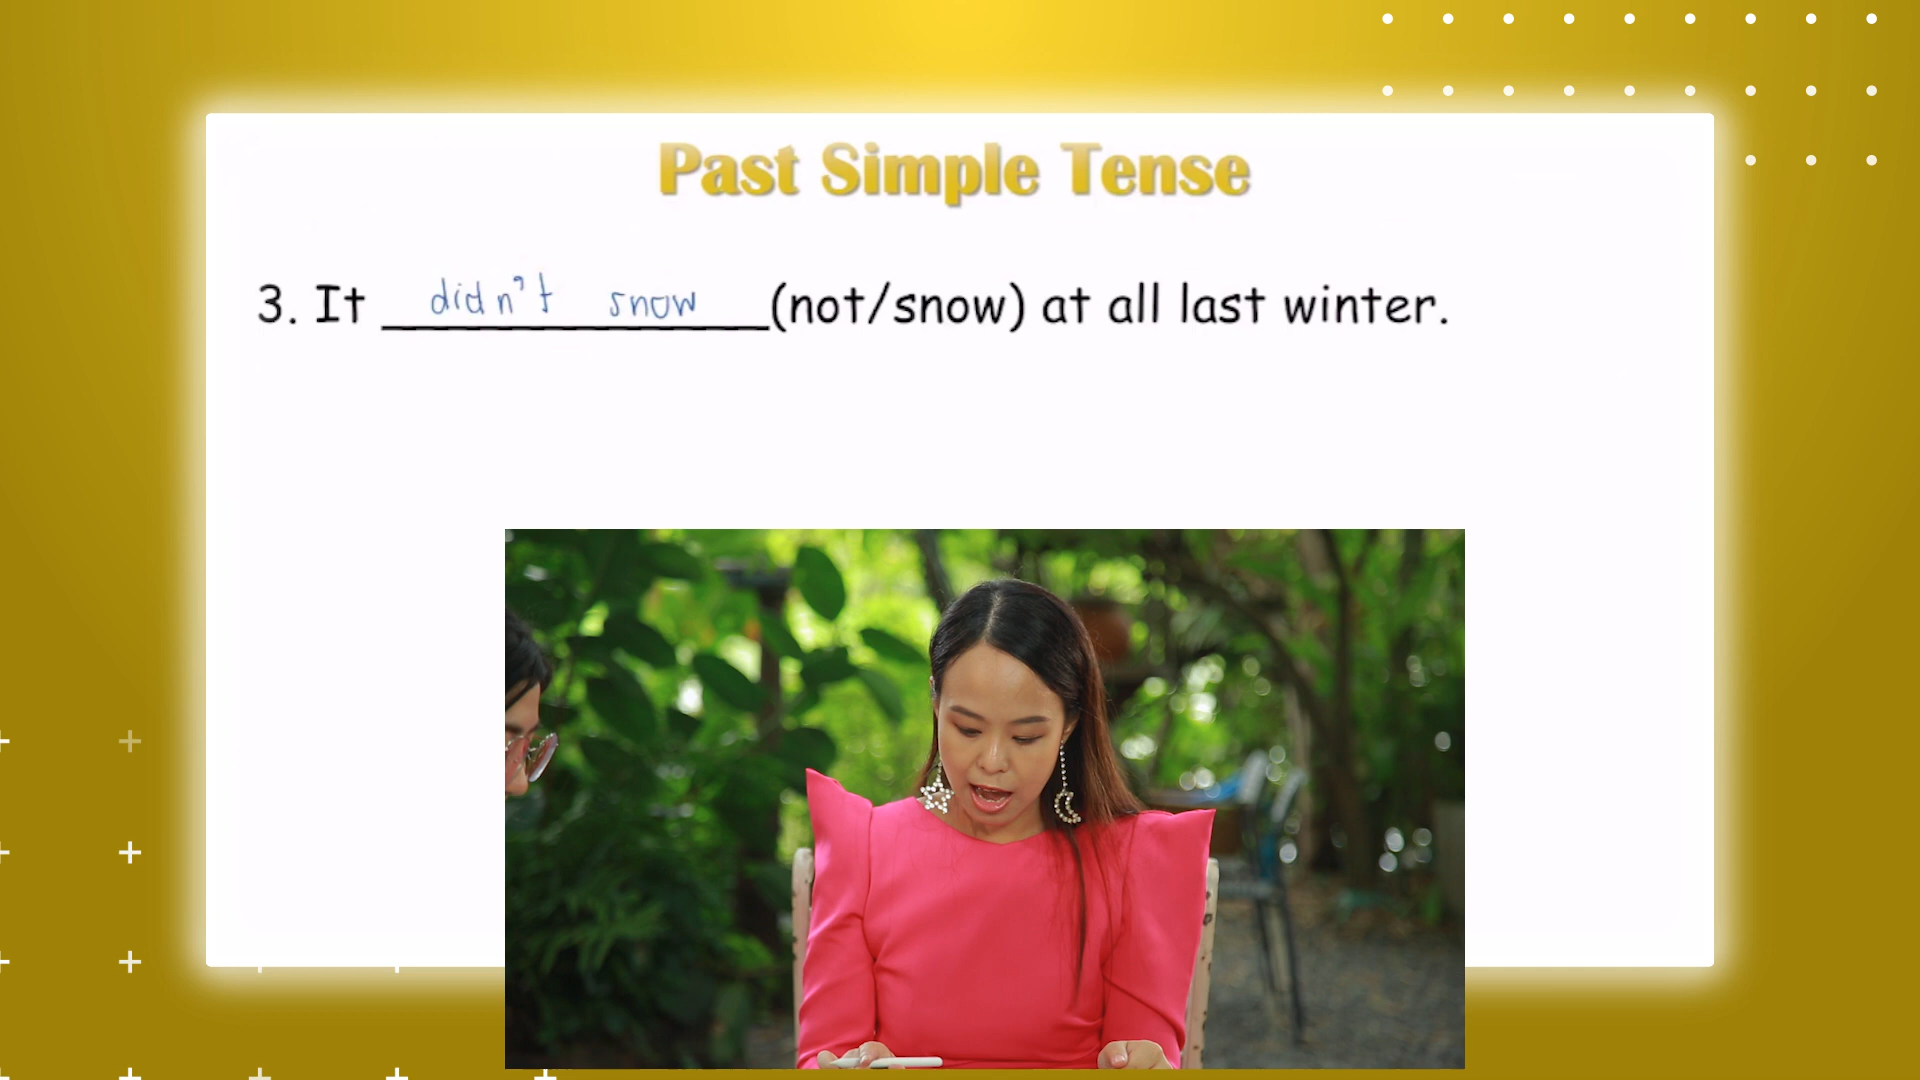 Past Simple Tense
3. It didn't snow (not/snow) at all last winter.